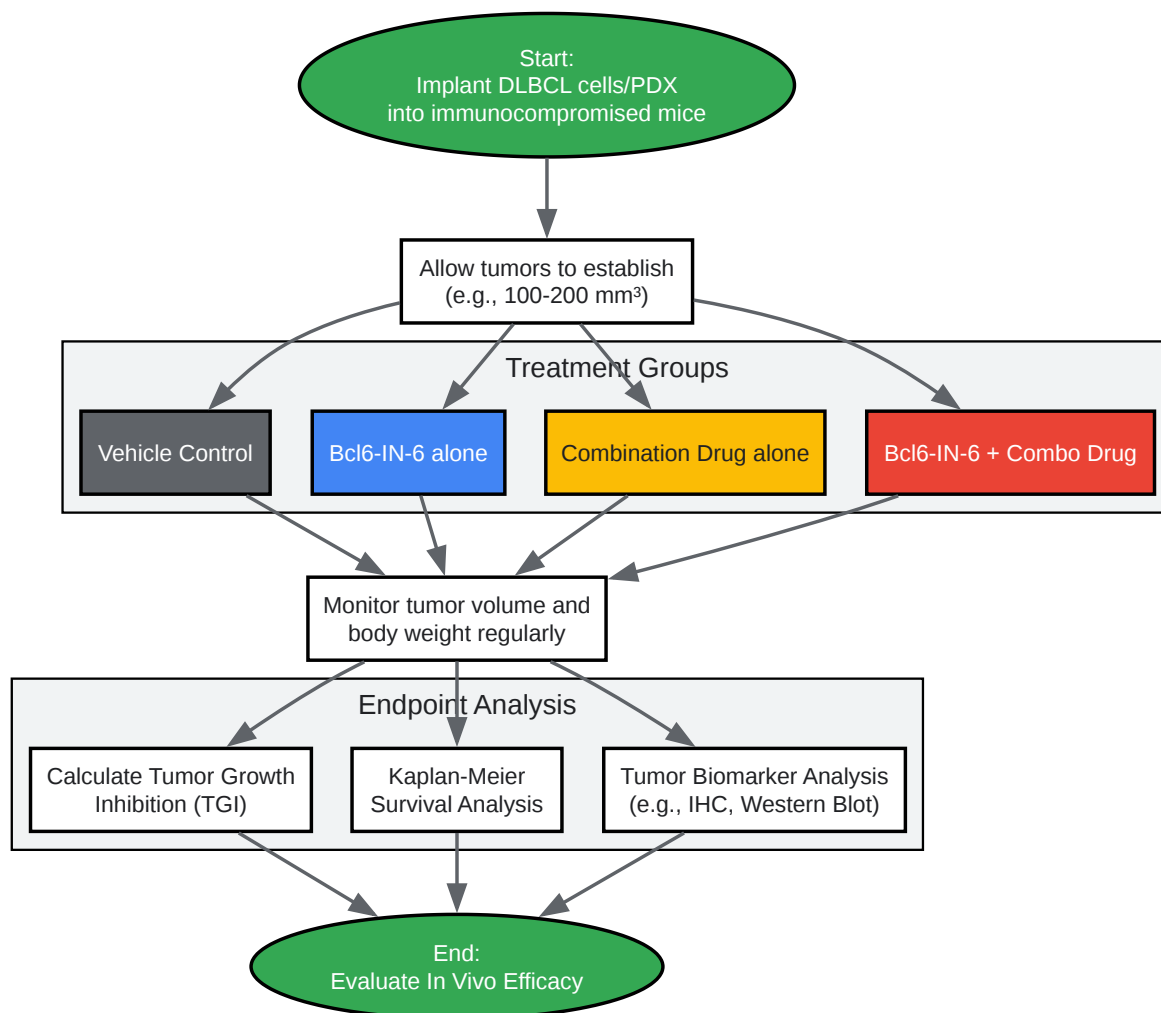 Start:
Implant DLBCL cells/PDX
into immunocompromised mice
Allow tumors to establish
(e.g., 100-200 mm³)
Treatment Groups
Vehicle Control
Bcl6-IN-6 alone
Combination Drug alone
Bcl6-IN-6 + Combo Drug
Monitor tumor volume and
body weight regularly
Endpoint Analysis
Calculate Tumor Growth
Inhibition (TGI)
Kaplan-Meier
Survival Analysis
Tumor Biomarker Analysis
(e.g., IHC, Western Blot)
End:
Evaluate In Vivo Efficacy